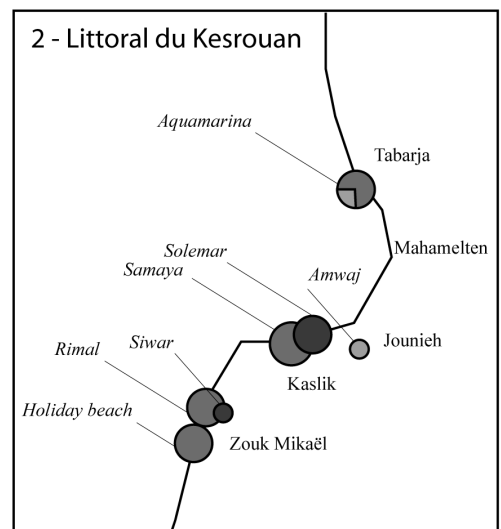 2 - Littoral du Kesrouan
Aquamarina
Tabarja
Mahamelten
Solemar
Samaya
Amwaj
Siwar
Rimal
Jounieh
Kaslik
Holiday beach
Zouk Mikaël